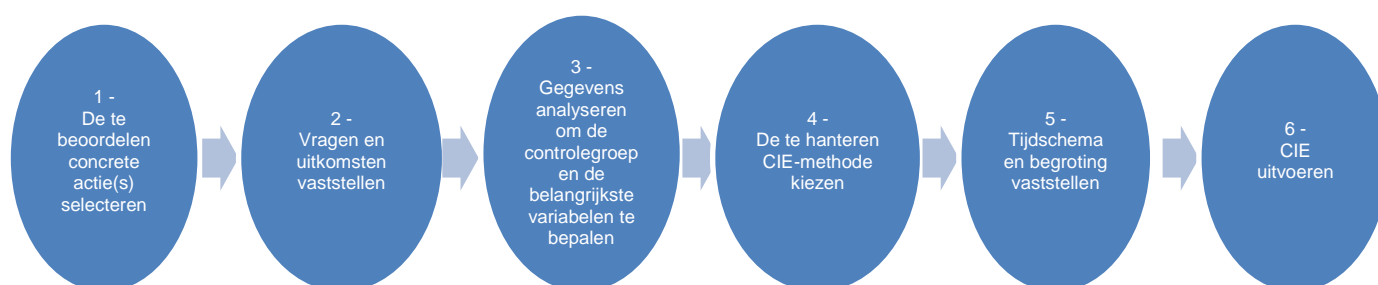 1 -
De te
beoordelen
concrete
actie(s)
selecteren
2 -
Vragen en
uitkomsten
vaststellen
3 -
Gegevens
analyseren
om de
controlegroep
en de
belangrijkste
variabelen te
bepalen
4 -
De te hanteren
CIE-methode
kiezen
5 -
Tijdschema
en begroting
vaststellen
6 -
CIE
uitvoeren